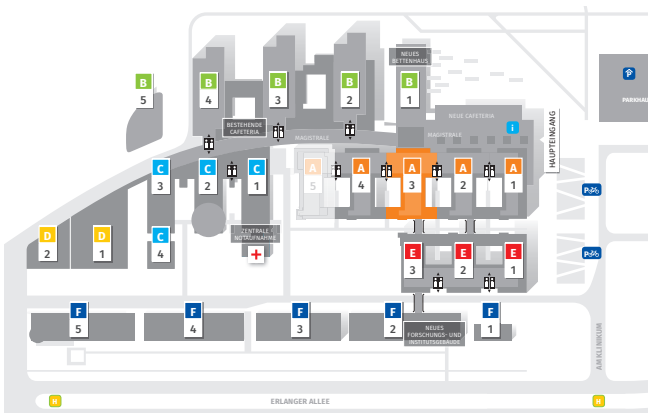 NEUES
BETTENHAUS
B
5
B
4
B
3
B
2
B
1
P
PARKHAU
BESTEHENDE
CAFETERIA
MAGISTRALE
MAGISTRALE
NEUE CAFETERIA
i
HAUPTEINGANG
C
3
C
2
C
1
A
5
A
4
A
3
A
2
A
1
P
D
2
D
1
C
4
ZENTRALE
NOTAUFNAHME
E
3
E
2
E
1
P
F
5
F
4
F
3
F
2
F
1
NEUES
FORSCHUNGS- UND
INSTITUTSGEBÄUDE
AM KLINIKUM
H
ERLANGER ALLEE
H